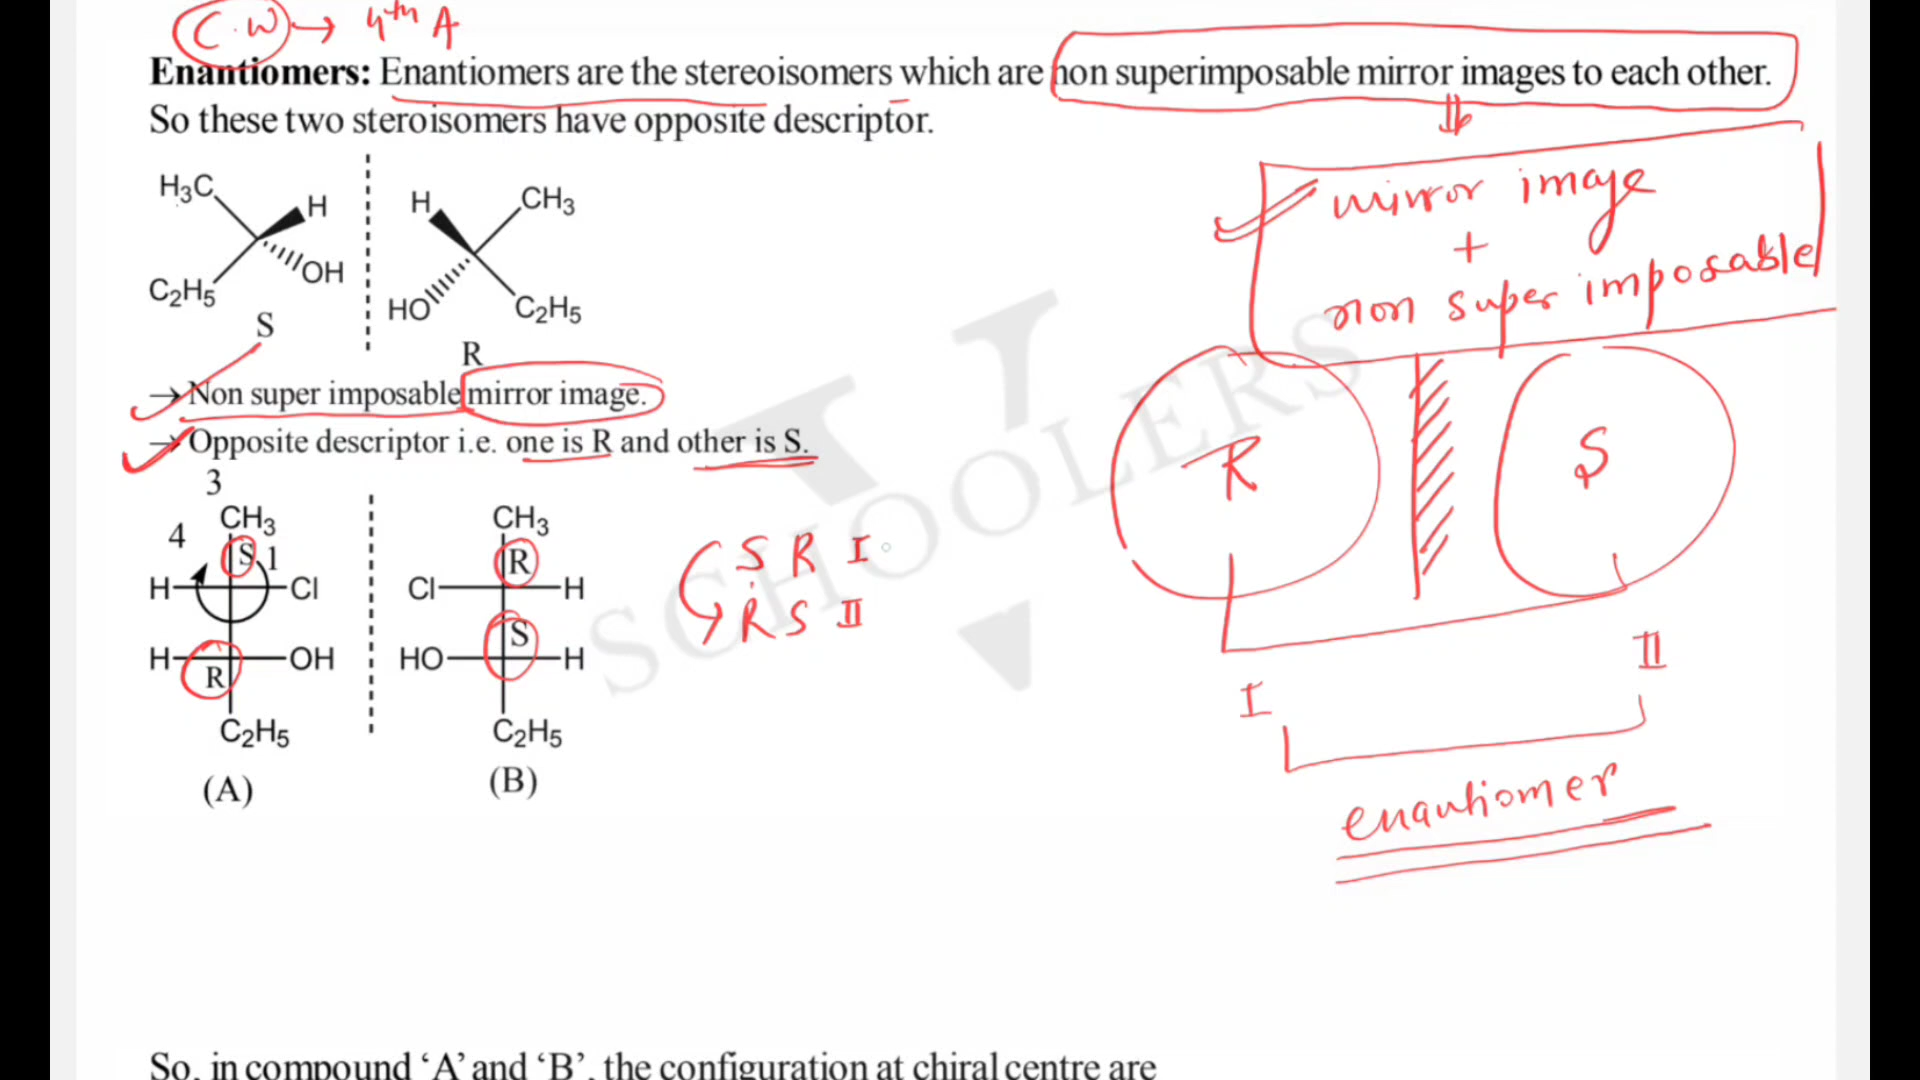 C.W → 4th A
Enantiomers: Enantiomers are the stereoisomers which are non superimposable mirror images to each other.
So these two steroisomers have opposite descriptor.
H3C H H CH3
C2H5 OH HO C2H5
S R
→ Non super imposable mirror image.
→ Opposite descriptor i.e. one is R and other is S.
mirror image
+
non super imposable
R S
I II
enantiomer
3
4 CH3 CH3
S 1 R
H Cl Cl H
H OH HO S H
R
C2H5 C2H5
(A) (B)
S R I
R S II
SCHOOLERS
So, in compound ‘A’ and ‘B’, the configuration at chiral centre are